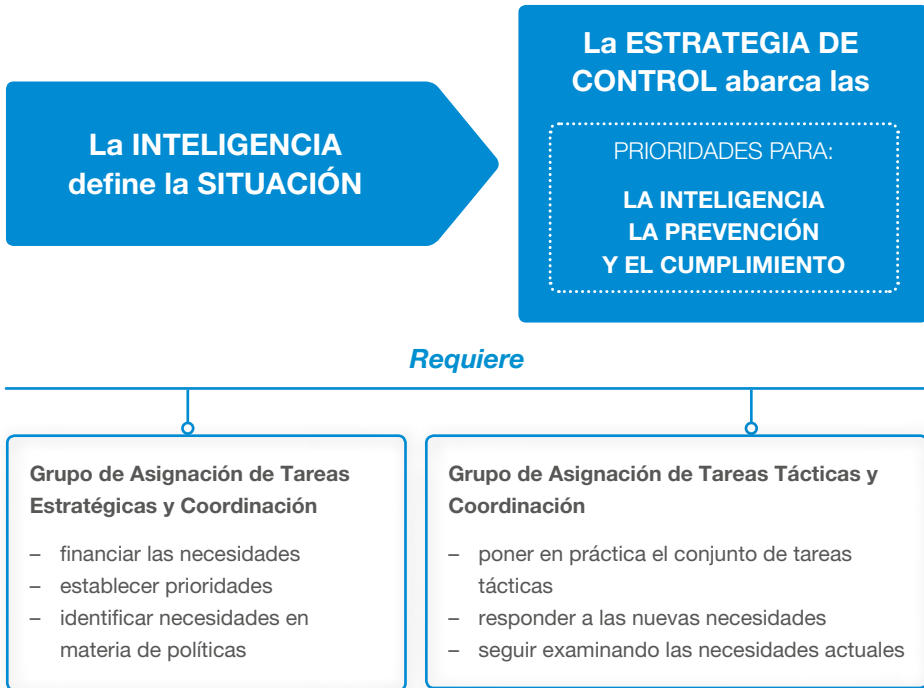 La INTELIGENCIA
define la SITUACIÓN
La ESTRATEGIA DE
CONTROL abarca las
PRIORIDADES PARA:
LA INTELIGENCIA
LA PREVENCIÓN
Y EL CUMPLIMIENTO
Requiere
Grupo de Asignación de Tareas
Estratégicas y Coordinación
– financiar las necesidades
– establecer prioridades
– identificar necesidades en
materia de políticas
Grupo de Asignación de Tareas Tácticas y
Coordinación
– poner en práctica el conjunto de tareas
tácticas
– responder a las nuevas necesidades
– seguir examinando las necesidades actuales